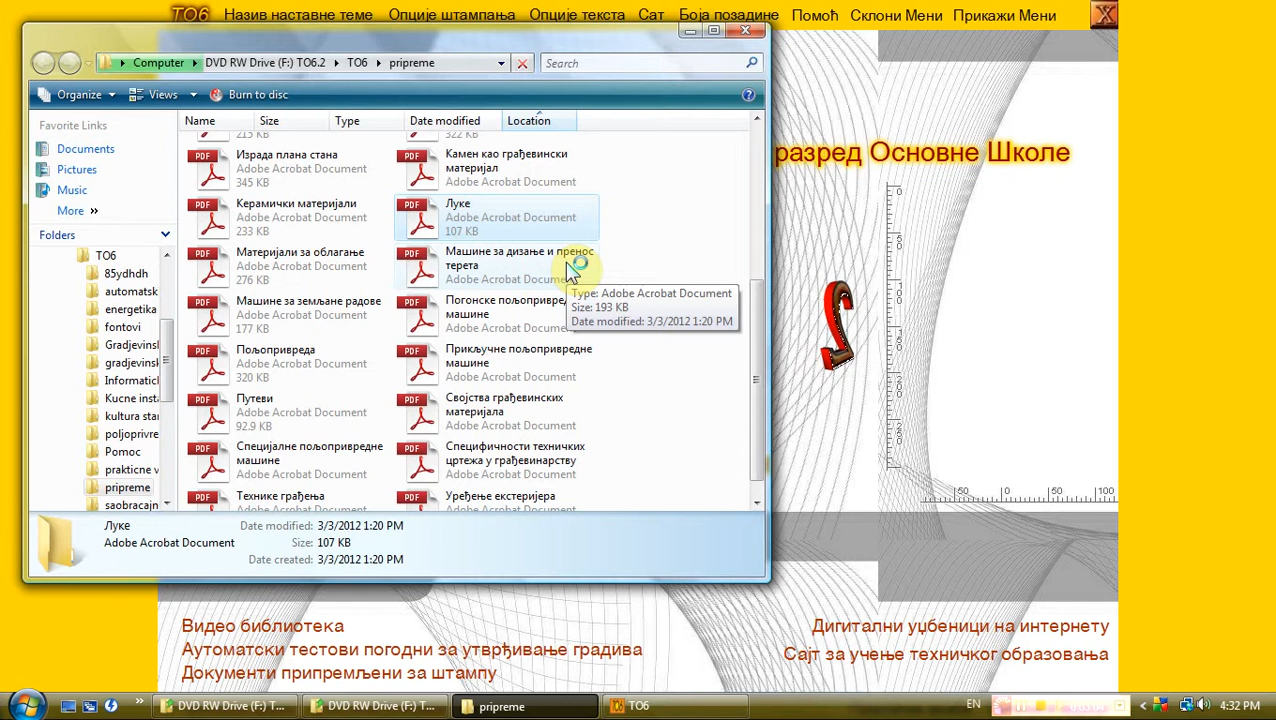 ТО6 Назив наставне теме Опције штампања Опције текста Сат Боја позадине Помоћ Склони Мени Прикажи Мени X
Computer DVD RW Drive (F:) TO6.2 TO6 pripreme Search
Organize Views Burn to disc
Favorite Links
Documents
Pictures
Music
More »
Folders
TO6
85ydhdh
automatsk
energetika
fontovi
Gradjevinsk
gradjevinsk
Informatic
Kucne inst
kultura star
poljoprivre
Pomoc
prakticne v
pripreme
saobracajn
Name Size Type Date modified Location
215 KB
322 KB
Израда плана стана
Adobe Acrobat Document
345 KB
Камен као грађевински
материјал
Adobe Acrobat Document
Керамички материјали
Adobe Acrobat Document
233 KB
Луке
Adobe Acrobat Document
107 KB
Материјали за облагање
Adobe Acrobat Document
276 KB
Машине за дизање и пренос
терета
Adobe Acrobat Docum
Машине за земљане радове
Adobe Acrobat Document
177 KB
Погонске пољопривред
машине
Adobe Acrobat Document
Type: Adobe Acrobat Document
Size: 193 KB
Date modified: 3/3/2012 1:20 PM
Пољопривреда
Adobe Acrobat Document
320 KB
Прикључне пољопривредне
машине
Adobe Acrobat Document
Путеви
Adobe Acrobat Document
92.9 KB
Својства грађевинских
материјала
Adobe Acrobat Document
Специјалне пољопривредне
машине
Adobe Acrobat Document
Специфичности техничких
цртежа у грађевинарству
Adobe Acrobat Document
Технике грађења
Уређење екстеријера
Луке Date modified: 3/3/2012 1:20 PM
Adobe Acrobat Document Size: 107 KB
Date created: 3/3/2012 1:20 PM
разред Основне Школе
2
Видео библиотека
Аутоматски тестови погодни за утврђивање градива
Документи припремљени за штампу
Дигитални уџбеници на интернету
Сајт за учење техничког образовања
DVD RW Drive (F:) T... DVD RW Drive (F:) T... pripreme TO6 EN 4:32 PM